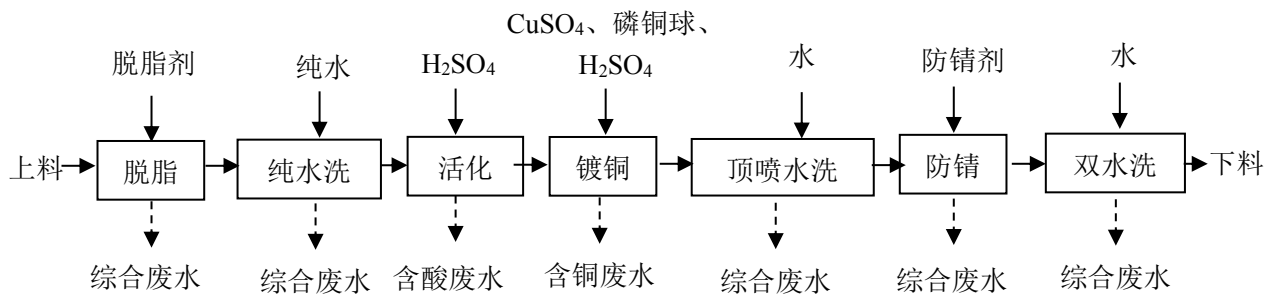 CuSO₄、磷铜球、
脱脂剂 纯水 H₂SO₄ H₂SO₄ 水 防锖剂 水
上料 脱脂 纯水洗 活化 镀铜 顶喷水洗 防锖 双水洗 下料
综合废水 综合废水 含酸废水 含铜废水 综合废水 综合废水 综合废水